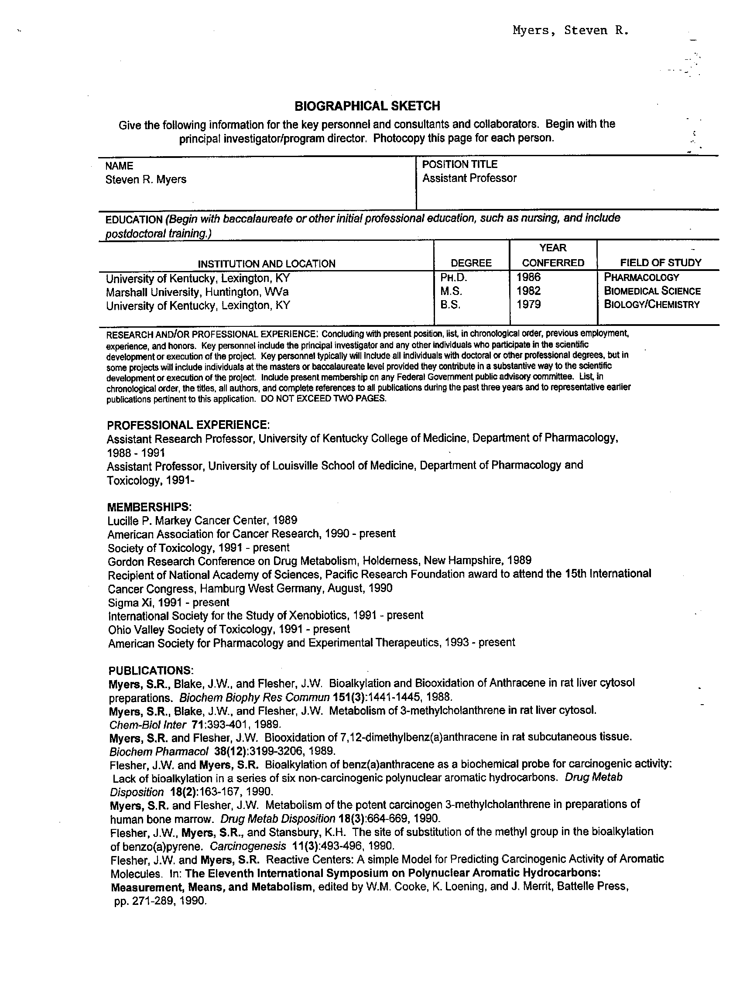 Myers, Steven R.
BIOGRAPHICAL SKETCH
Give the following information for the key personnel and consultants and collaborators. Begin with the
principal investigator/program director. Photocopy this page for each person.
NAME
Steven R. Myers
POSITION TITLE
Assistant Professor
EDUCATION (Begin with baccalaureate or other initial professional education, such as nursing, and include
postdoctoral training.)
INSTITUTION AND LOCATION DEGREE YEAR CONFERRED FIELD OF STUDY
University of Kentucky, Lexington, KY PH.D. 1986 PHARMACOLOGY
Marshall University, Huntington, WVa M.S. 1982 BIOMEDICAL SCIENCE
University of Kentucky, Lexington, KY B.S. 1979 BIOLOGY/CHEMISTRY
RESEARCH AND/OR PROFESSIONAL EXPERIENCE: Concluding with present position, list, in chronological order, previous employment,
experience, and honors. Key personnel include the principal investigator and any other individuals who participate in the scientific
development or execution of the project. Key personnel typically will include all individuals with doctoral or other professional degrees, but in
some projects will include individuals at the masters or baccalaureate level provided they contribute in a substantive way to the scientific
development or execution of the project. Include present membership on any Federal Government public advisory committee. List, in
chronological order, the titles, all authors, and complete references to all publications during the past three years and to representative earlier
publications pertinent to this application. DO NOT EXCEED TWO PAGES.
PROFESSIONAL EXPERIENCE:
Assistant Research Professor, University of Kentucky College of Medicine, Department of Pharmacology,
1988 - 1991
Assistant Professor, University of Louisville School of Medicine, Department of Pharmacology and
Toxicology, 1991-
MEMBERSHIPS:
Lucille P. Markey Cancer Center, 1989
American Association for Cancer Research, 1990 - present
Society of Toxicology, 1991 - present
Gordon Research Conference on Drug Metabolism, Holderness, New Hampshire, 1989
Recipient of National Academy of Sciences, Pacific Research Foundation award to attend the 15th International
Cancer Congress, Hamburg West Germany, August, 1990
Sigma Xi, 1991 - present
International Society for the Study of Xenobiotics, 1991 - present
Ohio Valley Society of Toxicology, 1991 - present
American Society for Pharmacology and Experimental Therapeutics, 1993 - present
PUBLICATIONS:
Myers, S.R., Blake, J.W., and Flesher, J.W. Bioalkylation and Biooxidation of Anthracene in rat liver cytosol
preparations. Biochem Biophy Res Commun 151(3):1441-1445, 1988.
Myers, S.R., Blake, J.W., and Flesher, J.W. Metabolism of 3-methylcholanthrene in rat liver cytosol.
Chem-Biol Inter 71:393-401, 1989.
Myers, S.R. and Flesher, J.W. Biooxidation of 7,12-dimethylbenz(a)anthracene in rat subcutaneous tissue.
Biochem Pharmacol 38(12):3199-3206, 1989.
Flesher, J.W. and Myers, S.R. Bioalkylation of benz(a)anthracene as a biochemical probe for carcinogenic activity:
Lack of bioalkylation in a series of six non-carcinogenic polynuclear aromatic hydrocarbons. Drug Metab
Disposition 18(2):163-167, 1990.
Myers, S.R. and Flesher, J.W. Metabolism of the potent carcinogen 3-methylcholanthrene in preparations of
human bone marrow. Drug Metab Disposition 18(3):664-669, 1990.
Flesher, J.W., Myers, S.R., and Stansbury, K.H. The site of substitution of the methyl group in the bioalkylation
of benzo(a)pyrene. Carcinogenesis 11(3):493-496, 1990.
Flesher, J.W. and Myers, S.R. Reactive Centers: A simple Model for Predicting Carcinogenic Activity of Aromatic
Molecules. In: The Eleventh International Symposium on Polynuclear Aromatic Hydrocarbons:
Measurement, Means, and Metabolism, edited by W.M. Cooke, K. Loening, and J. Merrit, Battelle Press,
pp. 271-289, 1990.